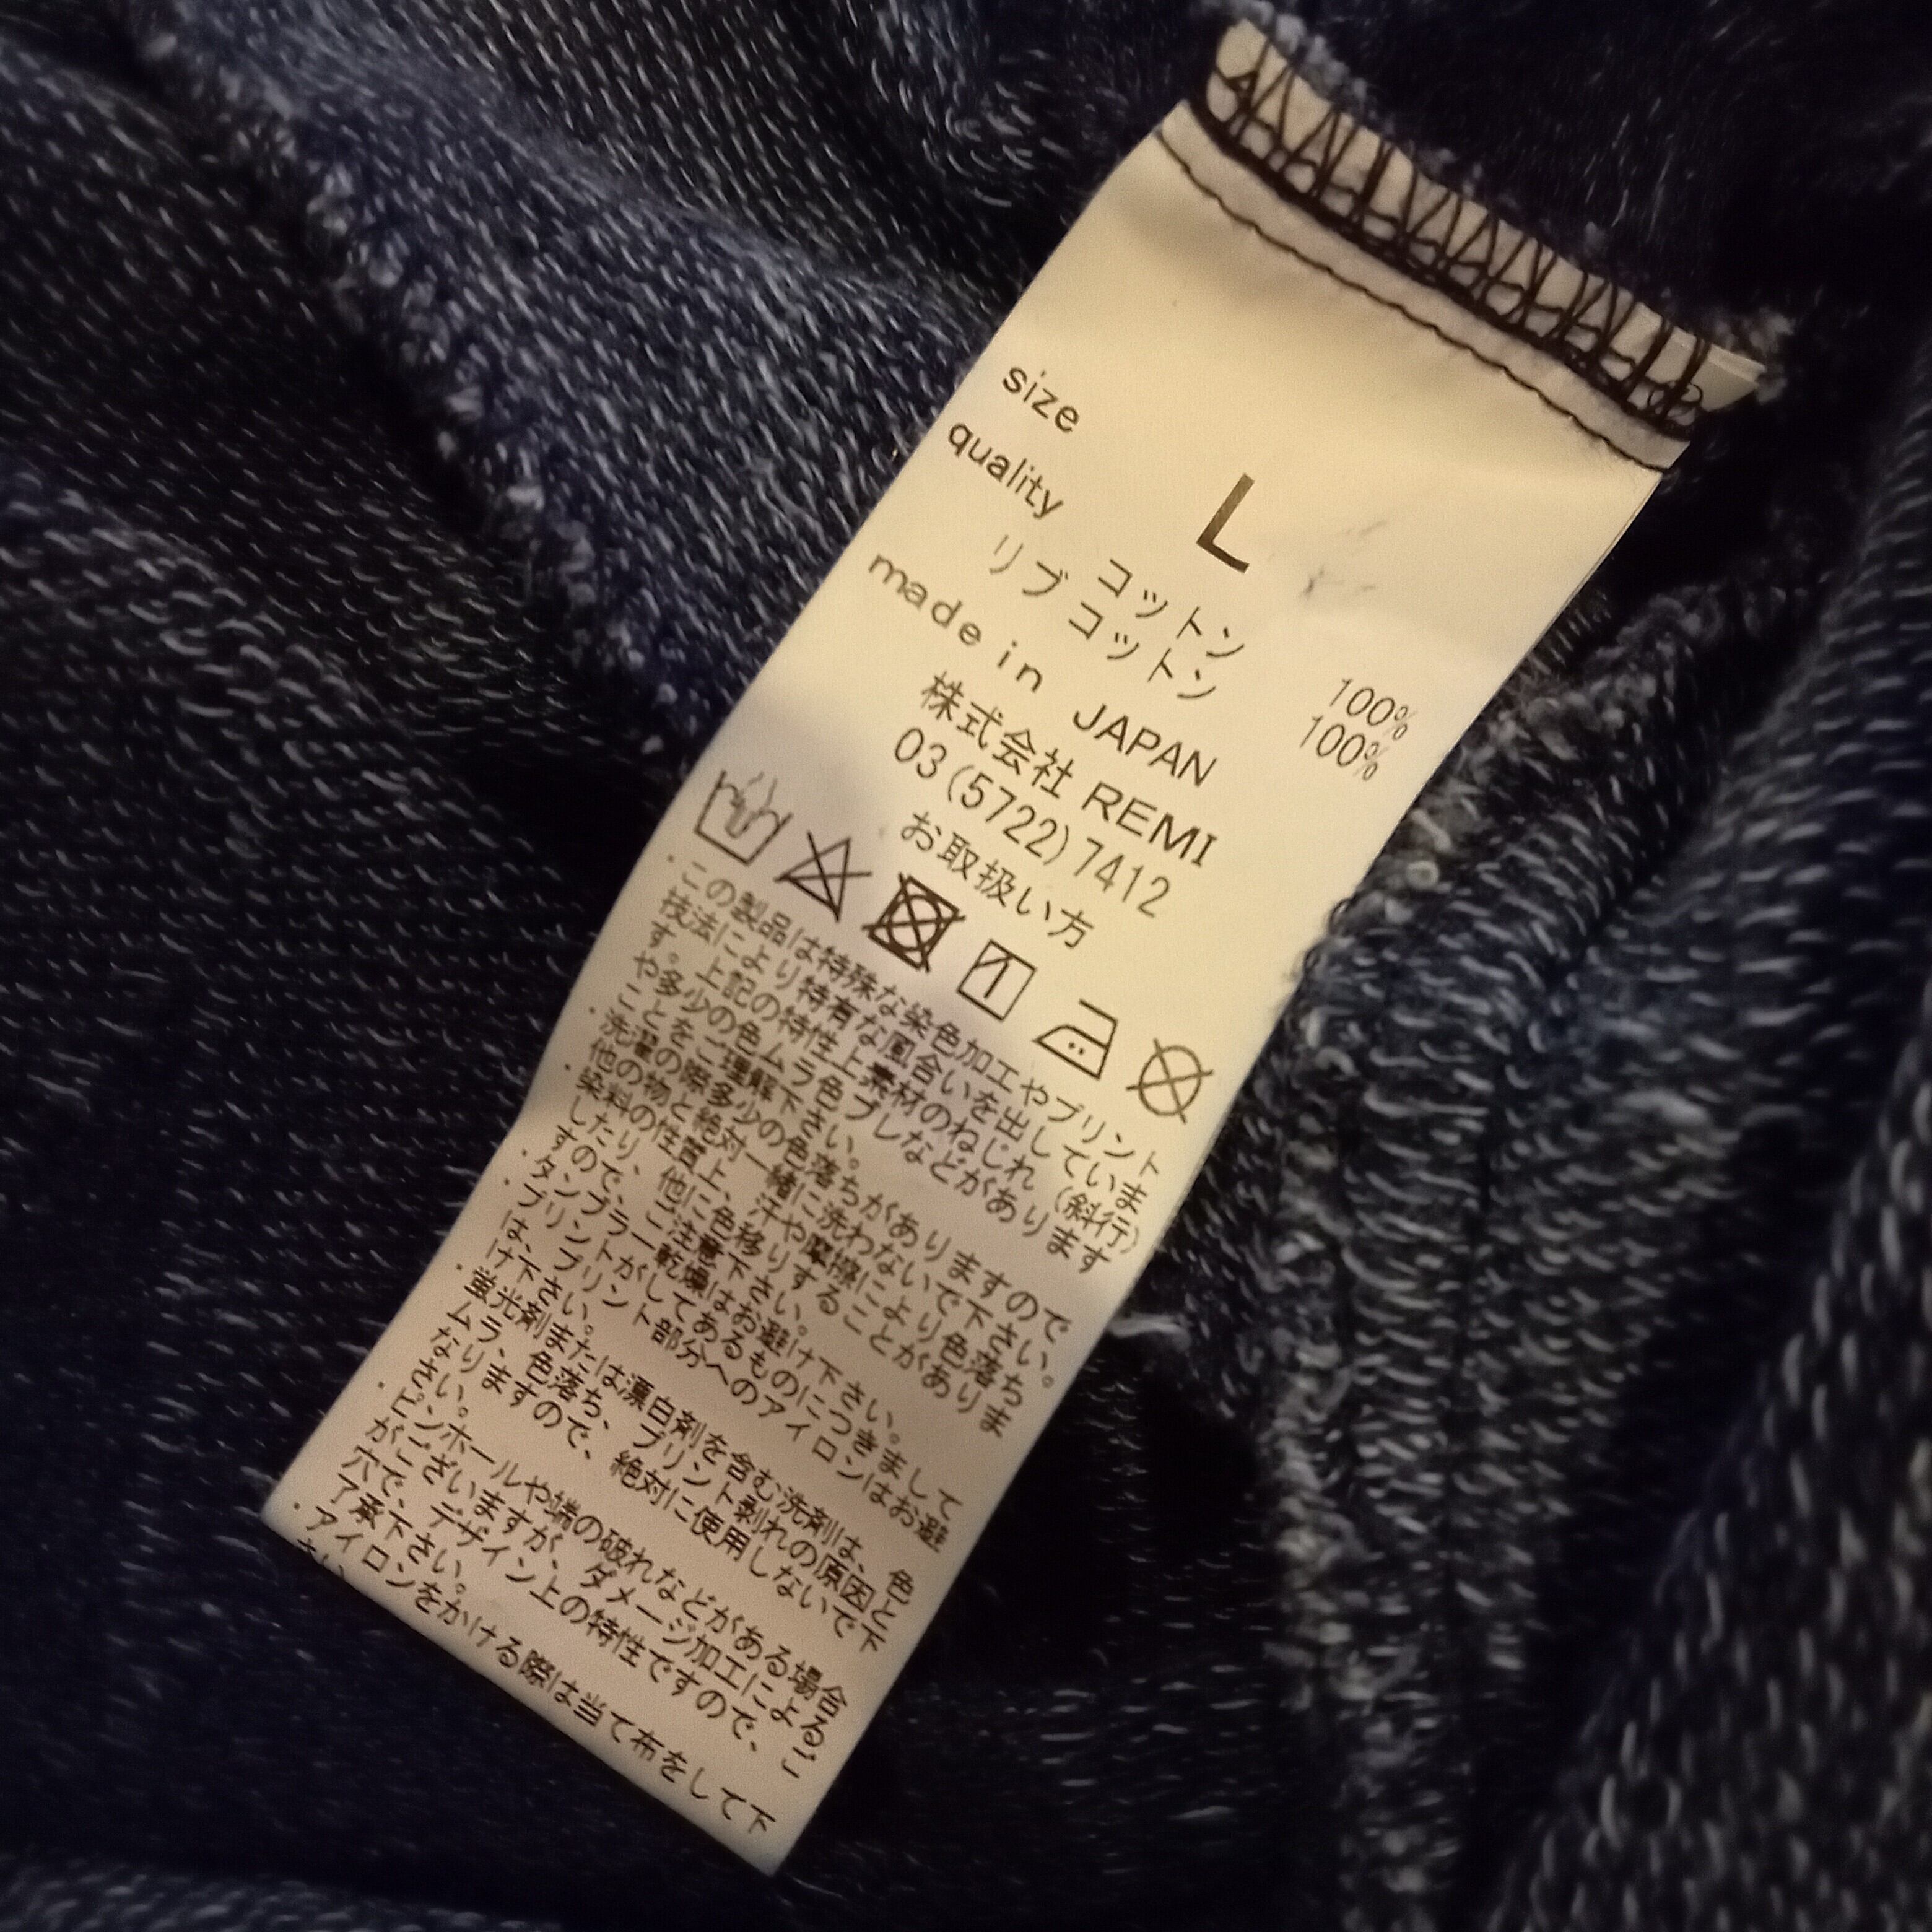 size
L
quality
コットン 100%
リブ コットン 100%
made in JAPAN
株式会社 REMI
03(5722)7412
お取扱い方
・この製品は特殊な染色加工やプリント
技法により特有な風合いを出していま
す。上記の特性上素材のねじれ（斜行）
や多少の色ムラ色ブレなどがあります
ことをご理解下さい。
・洗濯の際多少の色落ちがありますので
他の物と絶対一緒に洗わないで下さい。
・染料の性質上、汗や摩擦により色落ち
したり、他に色移りすることがありま
すので、ご注意下さい。
・タンブラー乾燥はお避け下さい。
・プリントがしてあるものにつきまして
は、プリント部分へのアイロンはお避
け下さい。
・蛍光剤または漂白剤を含む洗剤は、色
ムラ、色落ち、プリント剥れの原因と
なりますので、絶対に使用しないで下
さい。
・ピンホールや端の破れなどがある場合
がございますが、ダメージ加工による
穴で、デザイン上の特性ですので、ご
了承下さい。
・アイロンをかける際は当て布をして下
さい。